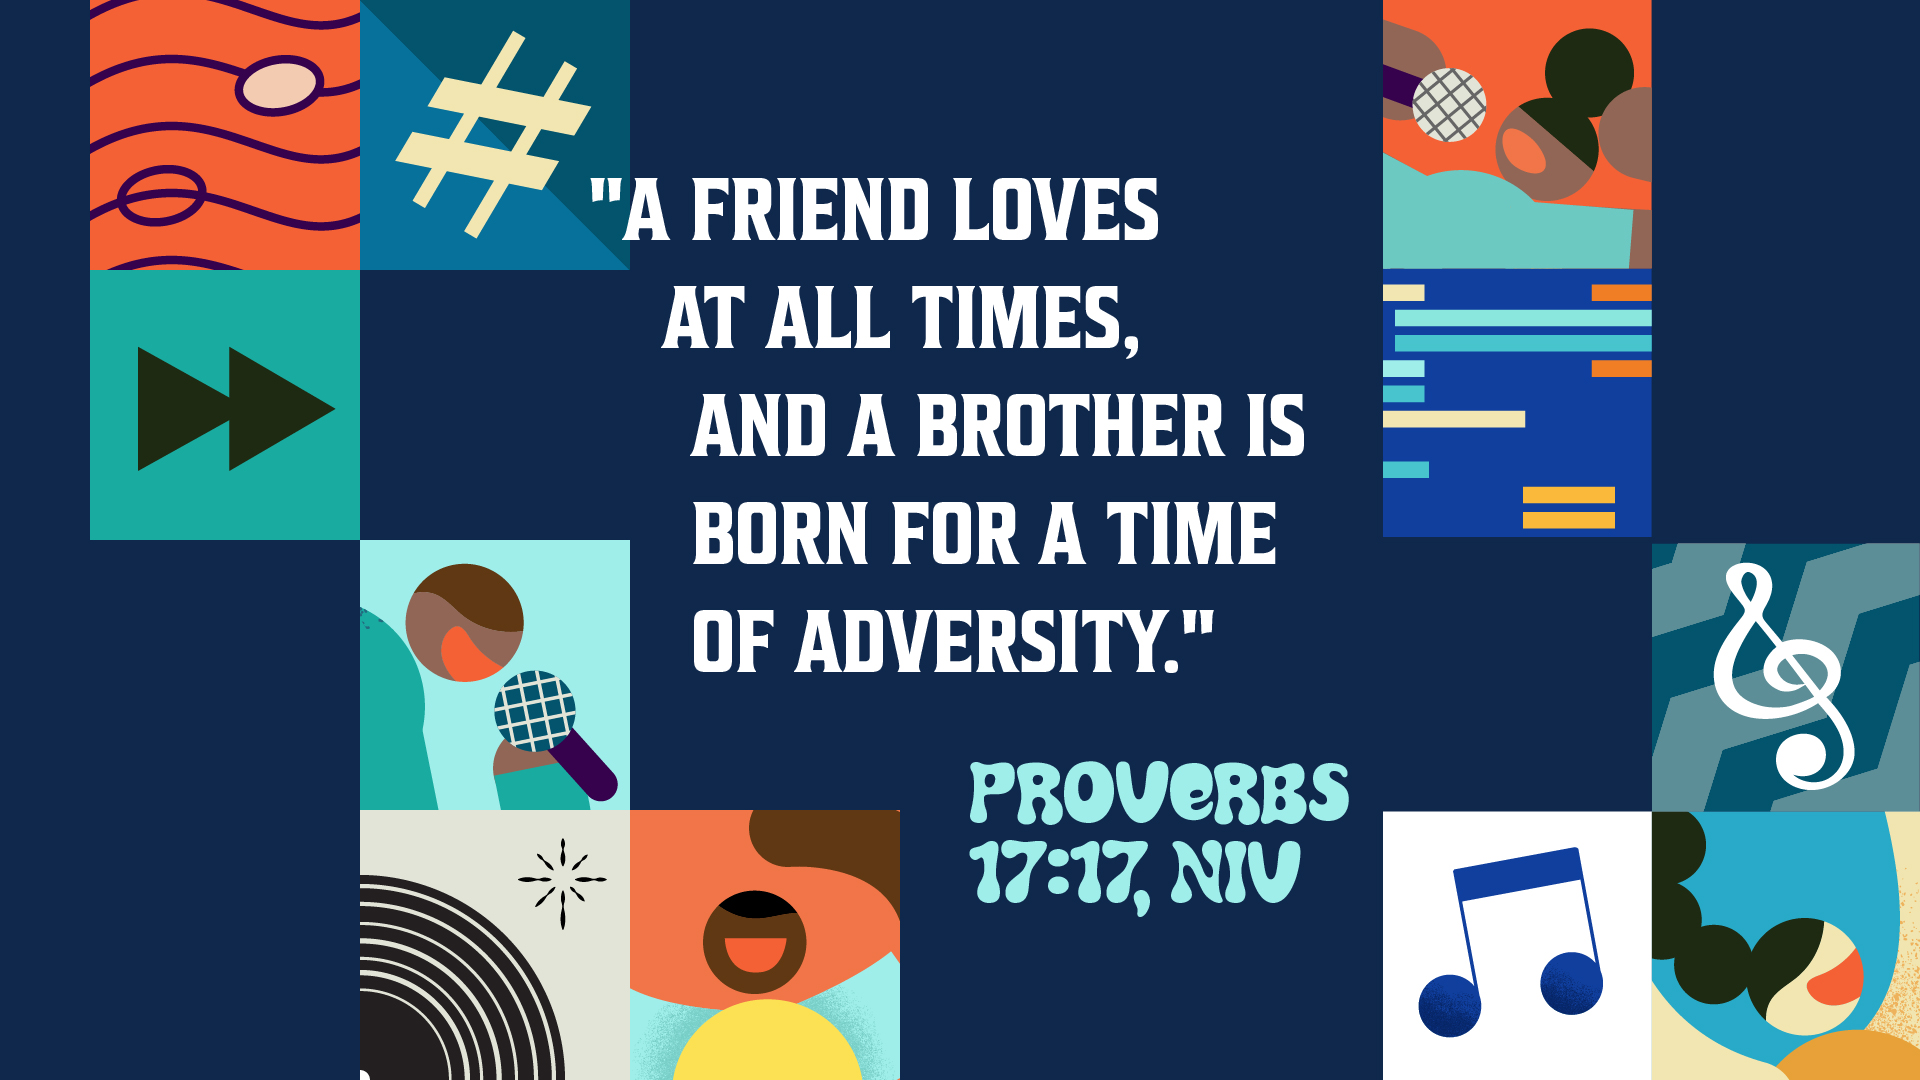 "A FRIEND LOVES
AT ALL TIMES,
AND A BROTHER IS
BORN FOR A TIME
OF ADVERSITY."
PROVeRBS
17:17, NIV